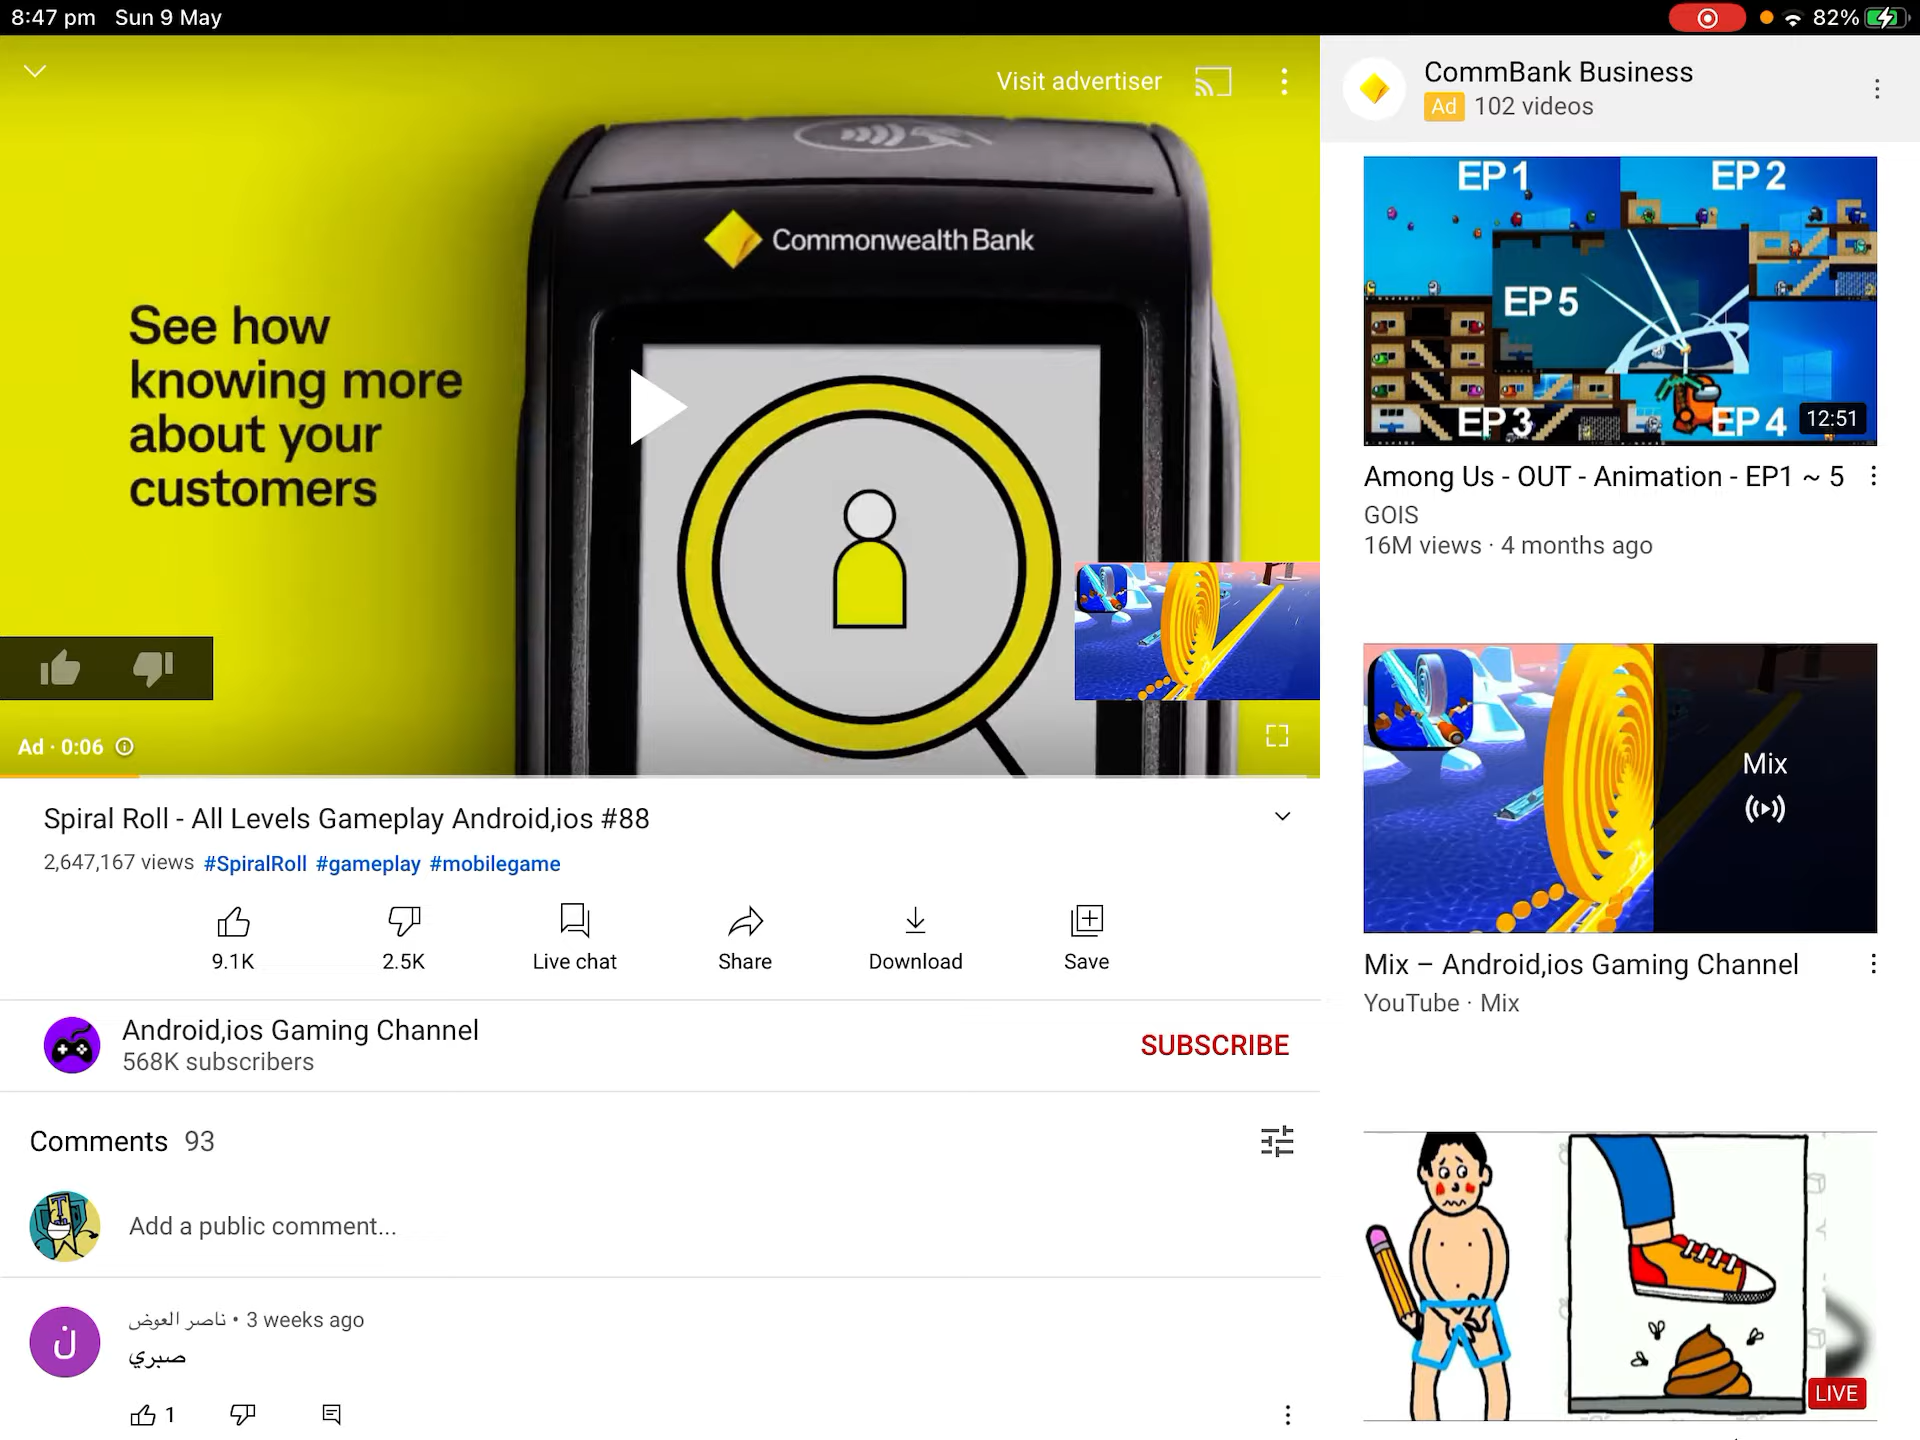 8:47 pm Sun 9 May
82%
Visit advertiser
CommonwealthBank
See how
knowing more
about your
customers
Ad · 0:06
Spiral Roll - All Levels Gameplay Android,ios #88
2,647,167 views #SpiralRoll #gameplay #mobilegame
9.1K
2.5K
Live chat
Share
Download
Save
Android,ios Gaming Channel
568K subscribers
SUBSCRIBE
Comments 93
Add a public comment...
ن
ناصر العوض • 3 weeks ago
صبري
1
CommBank Business
Ad 102 videos
EP 1
EP 2
EP 5
EP 3
EP 4
12:51
Among Us - OUT - Animation - EP1 ~ 5
GOIS
16M views · 4 months ago
Mix
Mix – Android,ios Gaming Channel
YouTube · Mix
LIVE